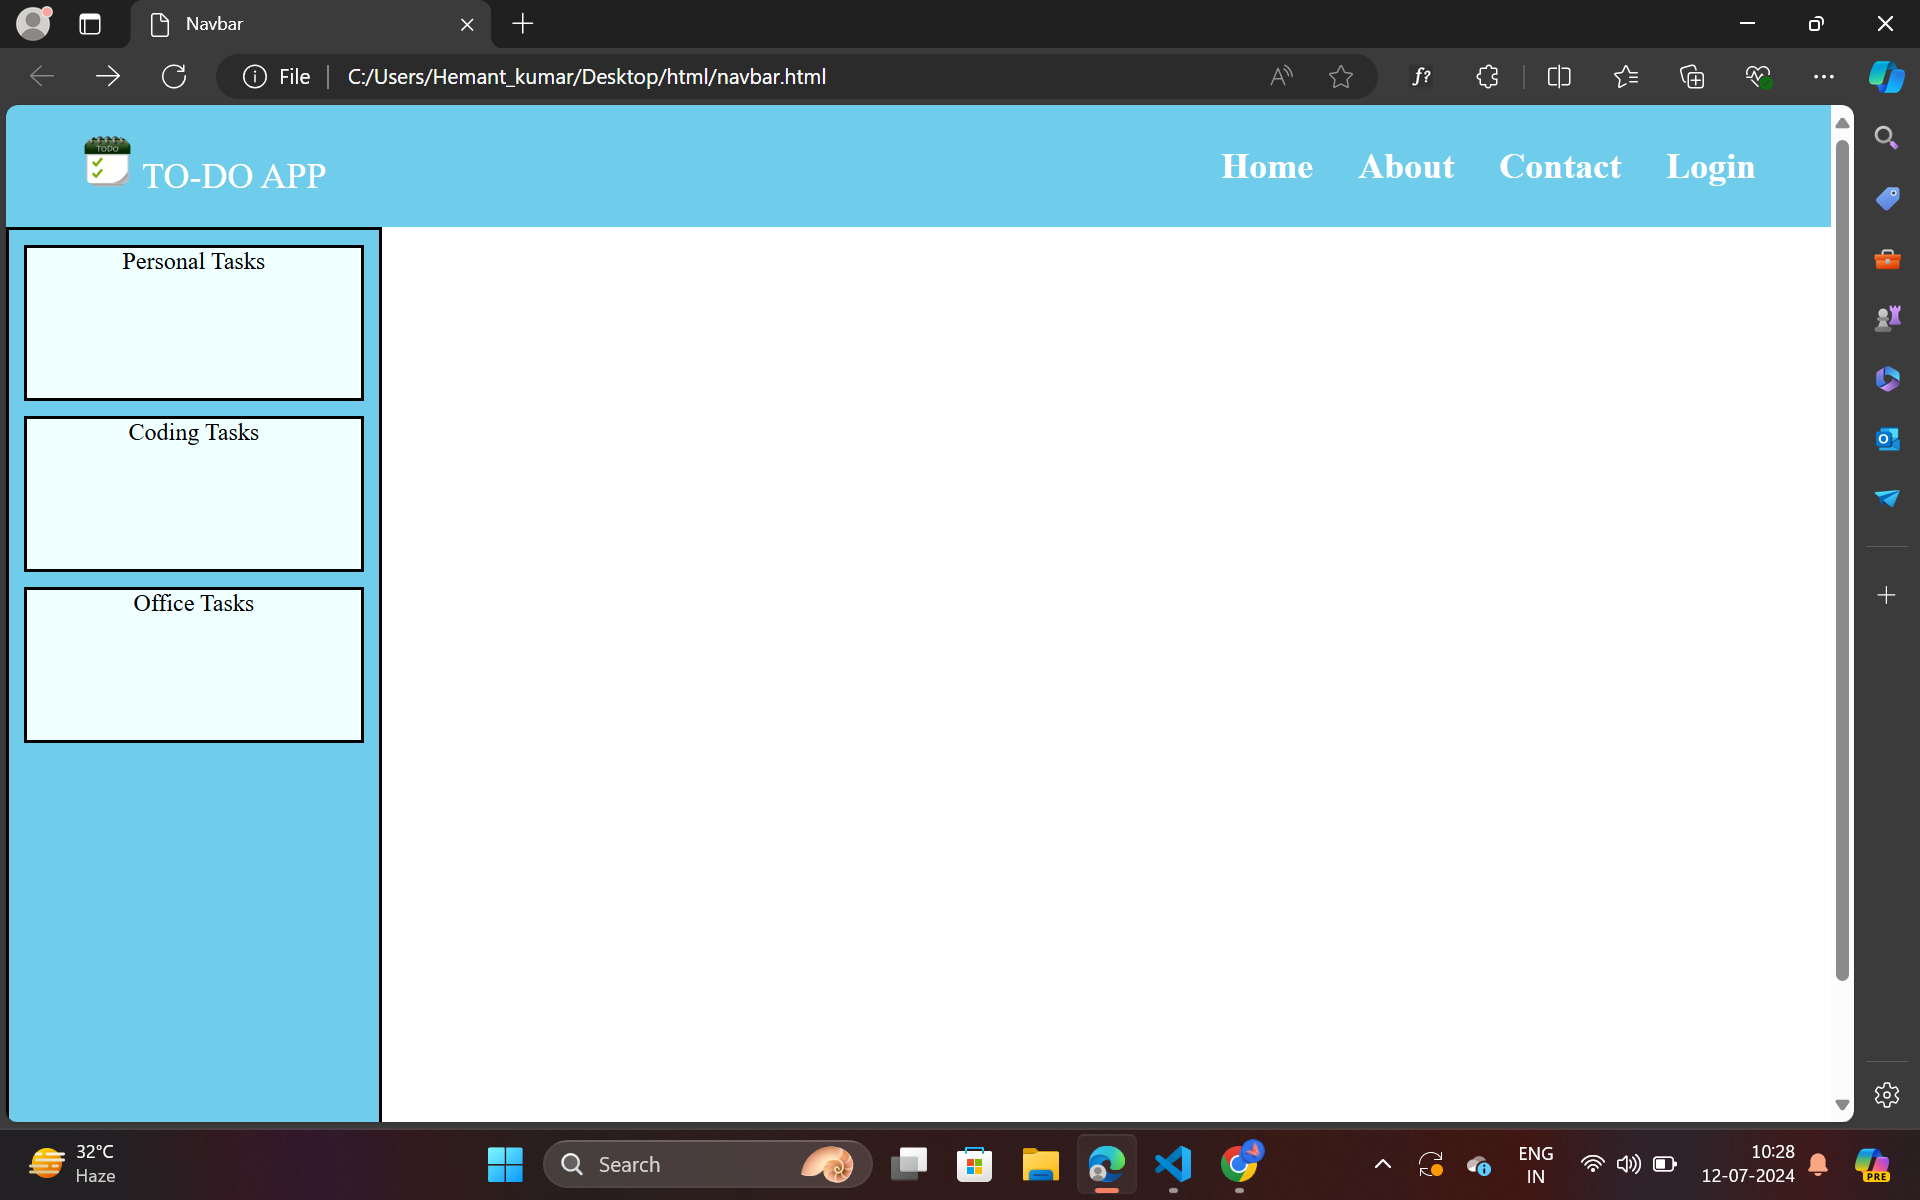 Navbar
File
C:/Users/Hemant_kumar/Desktop/html/navbar.html
TODO
TO-DO APP
Home
About
Contact
Login
Personal Tasks
Coding Tasks
Office Tasks
32°C
Haze
Search
ENG
IN
10:28
12-07-2024
PRE